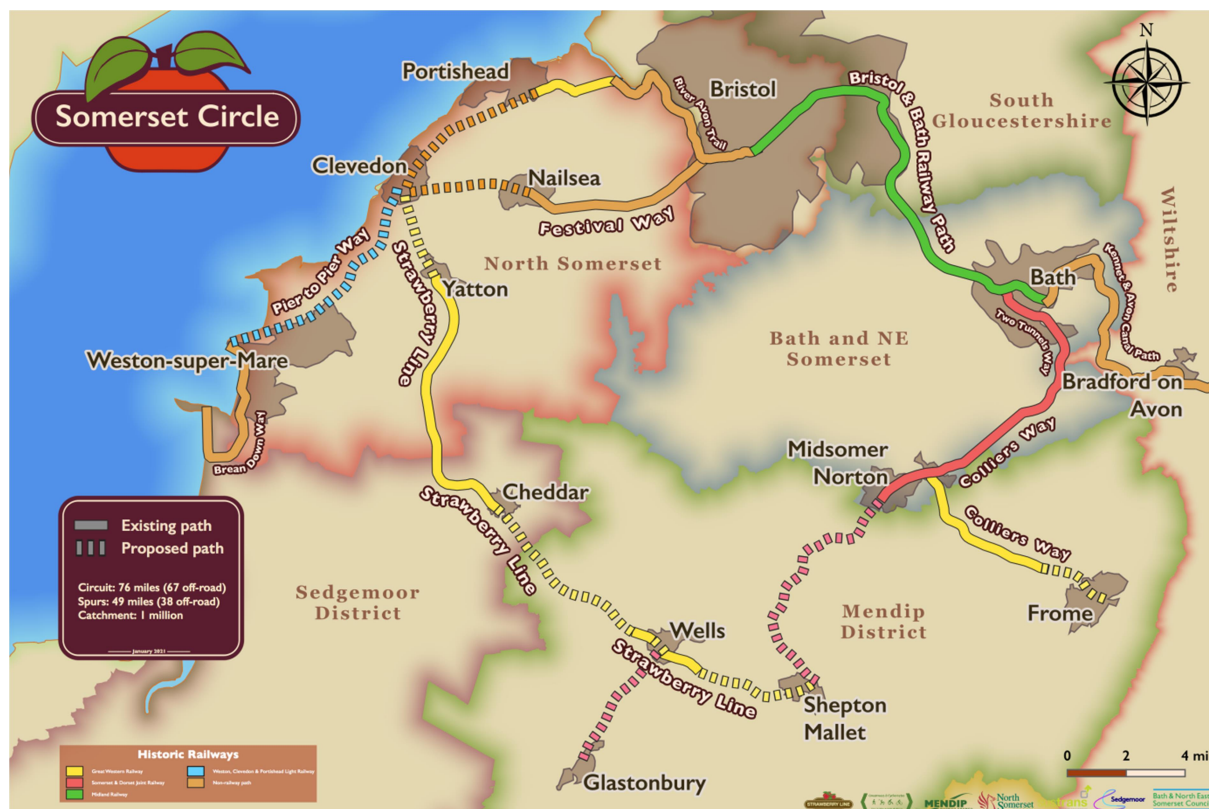 Somerset Circle
N
Portishead
Bristol
River Avon Trail
Bristol & Bath Railway Path
South
Gloucestershire
Clevedon
Nailsea
Festival Way
Wiltshire
Pier to Pier Way
Strawberry Line
North Somerset
Yatton
Bath
Kennet & Avon Canal Path
Two Tunnels Way
Weston-super-Mare
Bath and NE
Somerset
Bradford on
Avon
Brean Down Way
Midsomer
Norton
Colliers Way
Cheddar
Strawberry Line
Colliers Way
Existing path
Proposed path
Circuit: 76 miles (67 off-road)
Spurs: 49 miles (38 off-road)
Catchment: 1 million
January 2021
Sedgemoor
District
Mendip
District
Frome
Wells
Strawberry Line
Shepton
Mallet
Glastonbury
0 2 4 mi
Historic Railways
Great Western Railway
Somerset & Dorset Joint Railway
Midland Railway
Weston, Clevedon & Portishead Light Railway
Non-railway path
STRAWBERRY LINE
MENDIP
North
Somerset
trans
Sedgemoor
Bath & North East
Somerset Council